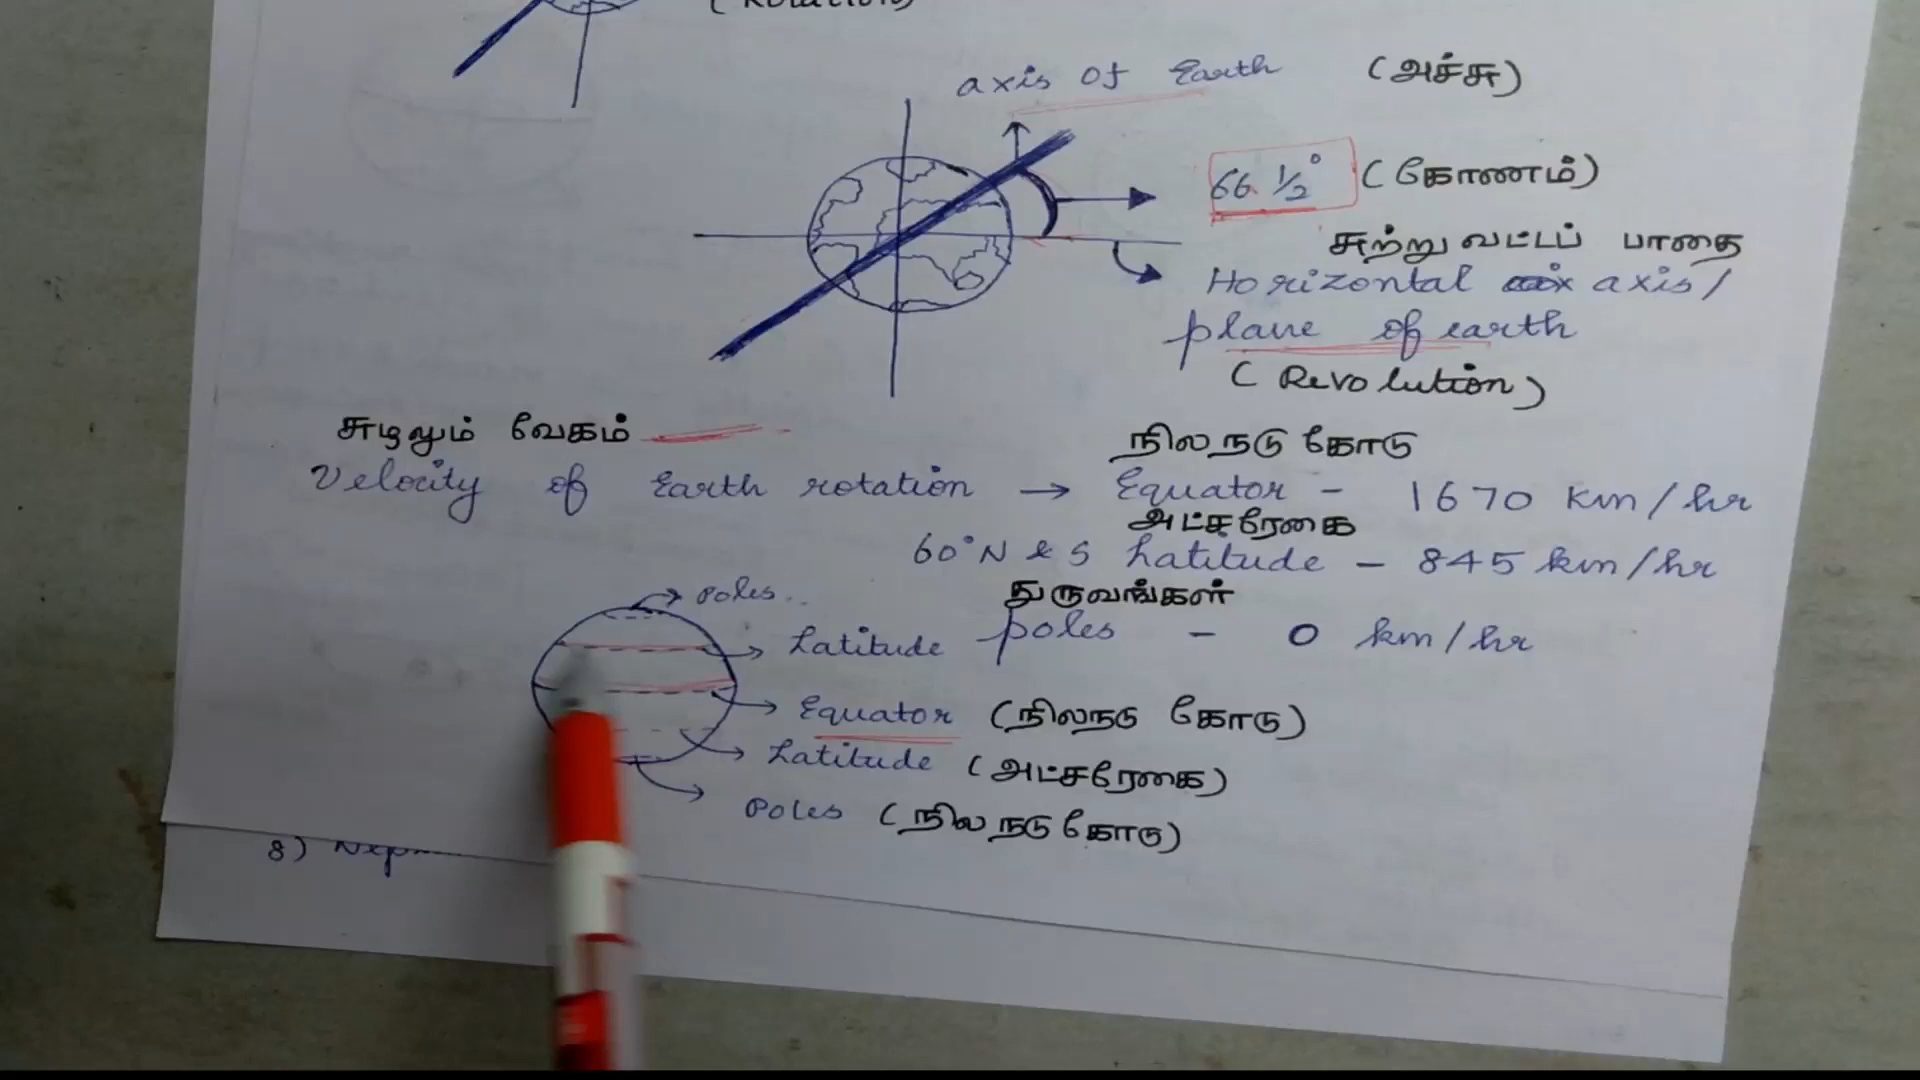 (Rotation)
axis of Earth (அச்சு)
66 1/2° (கோணம்)
சுற்று வட்டப் பாதை
Horizontal axis/
plane of earth
(Revolution)
சுழலும் வேகம்
Velocity of Earth rotation → Equator - 1670 km/hr
நிலநடு கோடு
அட்சரேகை
60° N & S Latitude - 845 km/hr
துருவங்கள்
poles - 0 km/hr
→ poles..
→ Latitude
→ Equator (நிலநடு கோடு)
→ Latitude (அட்சரேகை)
→ Poles (நிலநடு கோடு)
8)